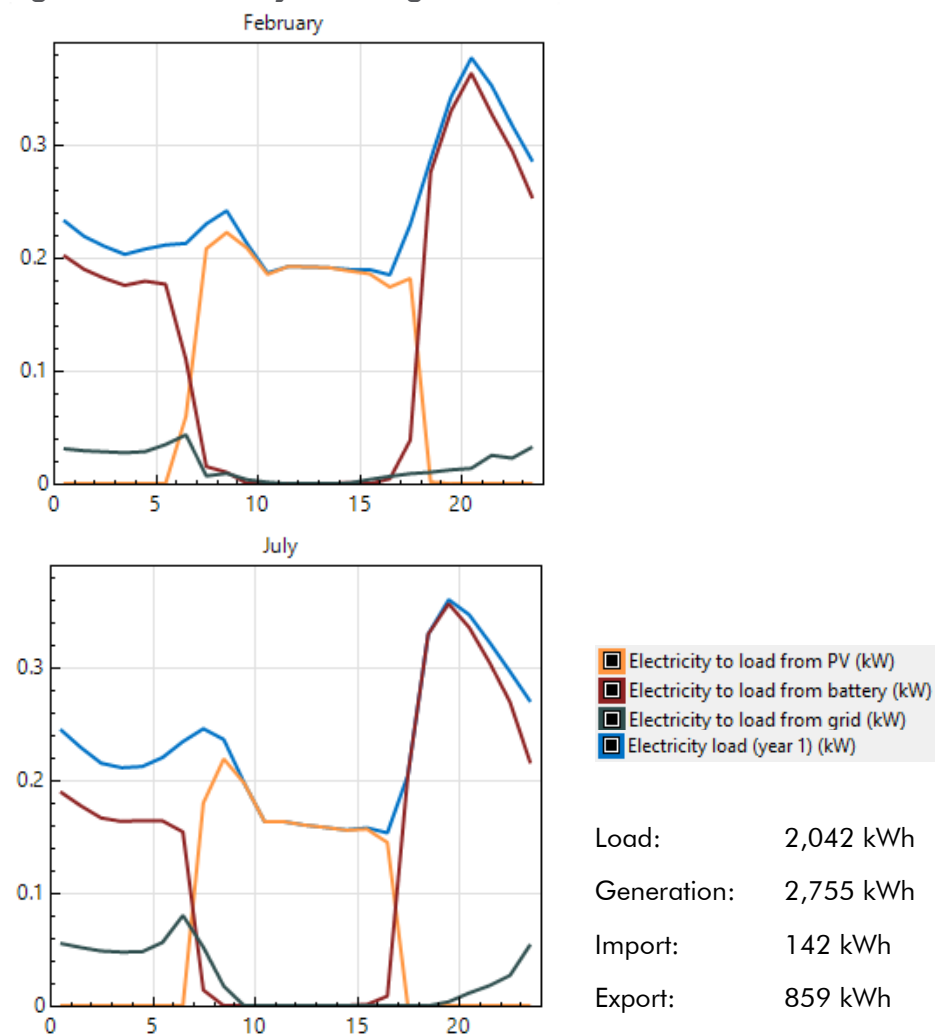 February
0.3
0.2
0.1
0
0 5 10 15 20
July
0.3
0.2
0.1
0
0 5 10 15 20
Electricity to load from PV (kW)
Electricity to load from battery (kW)
Electricity to load from grid (kW)
Electricity load (year 1) (kW)
Load: 2,042 kWh
Generation: 2,755 kWh
Import: 142 kWh
Export: 859 kWh